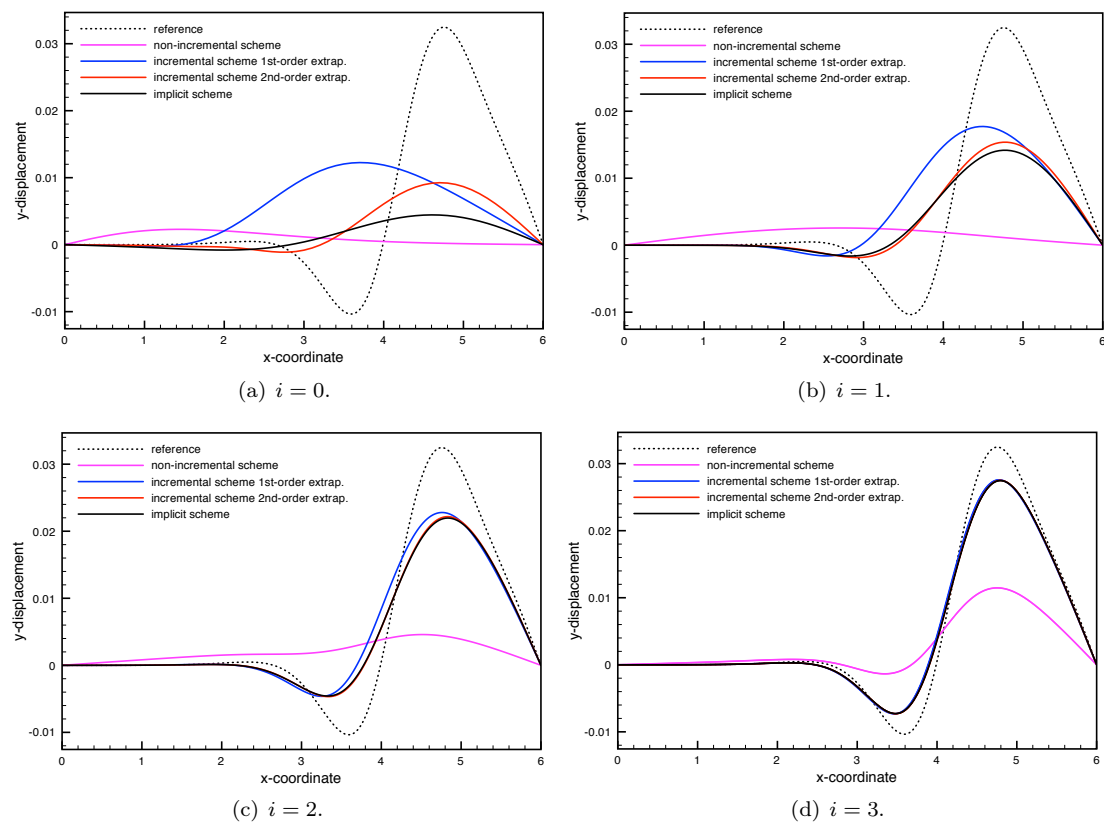 reference
non-incremental scheme
incremental scheme 1st-order extrap.
incremental scheme 2nd-order extrap.
implicit scheme
0.03
0.02
0.01
0
-0.01
y-displacement
0 1 2 3 4 5 6
x-coordinate
(a) i = 0.
reference
non-incremental scheme
incremental scheme 1st-order extrap.
incremental scheme 2nd-order extrap.
implicit scheme
0.03
0.02
0.01
0
-0.01
y-displacement
0 1 2 3 4 5 6
x-coordinate
(b) i = 1.
reference
non-incremental scheme
incremental scheme 1st-order extrap.
incremental scheme 2nd-order extrap.
implicit scheme
0.03
0.02
0.01
0
-0.01
y-displacement
0 1 2 3 4 5 6
x-coordinate
(c) i = 2.
reference
non-incremental scheme
incremental scheme 1st-order extrap.
incremental scheme 2nd-order extrap.
implicit scheme
0.03
0.02
0.01
0
-0.01
y-displacement
0 1 2 3 4 5 6
x-coordinate
(d) i = 3.